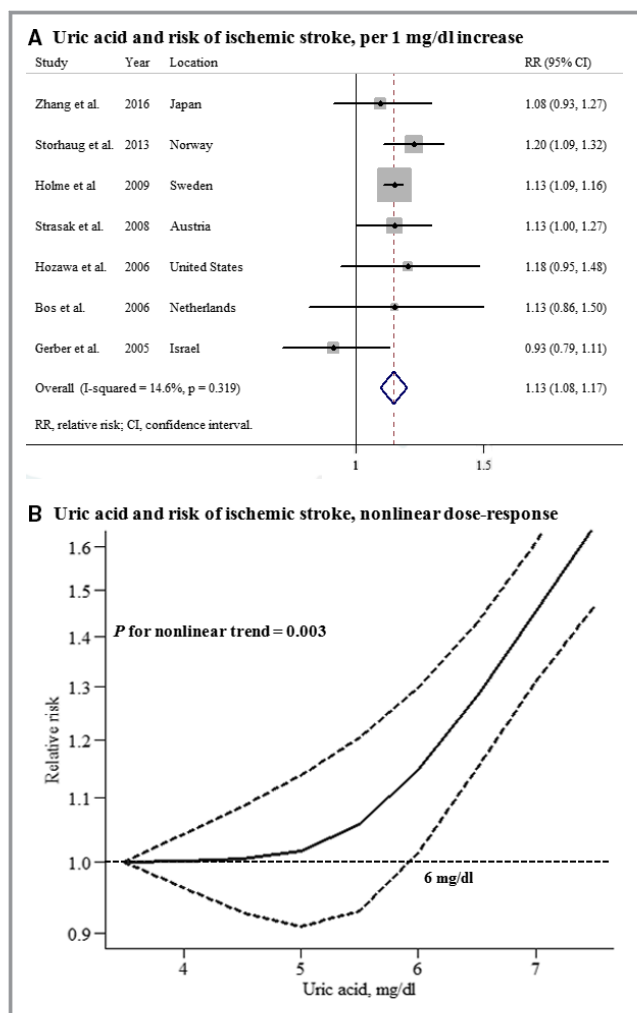 A Uric acid and risk of ischemic stroke, per 1 mg/dl increase
Study Year Location RR (95% CI)
Zhang et al. 2016 Japan 1.08 (0.93, 1.27)
Storhaug et al. 2013 Norway 1.20 (1.09, 1.32)
Holme et al 2009 Sweden 1.13 (1.09, 1.16)
Strasak et al. 2008 Austria 1.13 (1.00, 1.27)
Hozawa et al. 2006 United States 1.18 (0.95, 1.48)
Bos et al. 2006 Netherlands 1.13 (0.86, 1.50)
Gerber et al. 2005 Israel 0.93 (0.79, 1.11)
Overall (I-squared = 14.6%, p = 0.319) 1.13 (1.08, 1.17)
RR, relative risk; CI, confidence interval.
1 1.5
B Uric acid and risk of ischemic stroke, nonlinear dose-response
1.6
1.5
P for nonlinear trend = 0.003
1.4
1.3
Relative risk
1.2
1.1
1.0
6 mg/dl
0.9
4 5 6 7
Uric acid, mg/dl